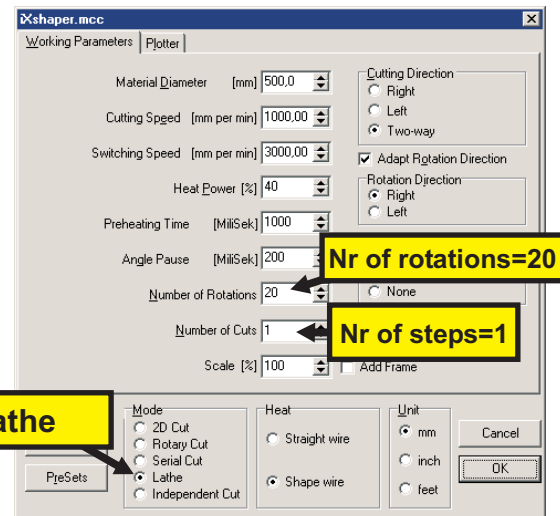 iXshaper.mcc
Working Parameters Plotter
Material Diameter [mm] 500,0
Cutting Speed [mm per min] 1000,00
Switching Speed [mm per min] 3000,00
Heat Power [%] 40
Preheating Time [MiliSek] 1000
Angle Pause [MiliSek] 200
Number of Rotations 20
Number of Cuts 1
Scale [%] 100
Cutting Direction
Right
Left
Two-way
Adapt Rotation Direction
Rotation Direction
Right
Left
Nr of rotations=20
None
Nr of steps=1
Add Frame
athe
PreSets
Mode
2D Cut
Rotary Cut
Serial Cut
Lathe
Independent Cut
Heat
Straight wire
Shape wire
Unit
mm
inch
feet
Cancel
OK